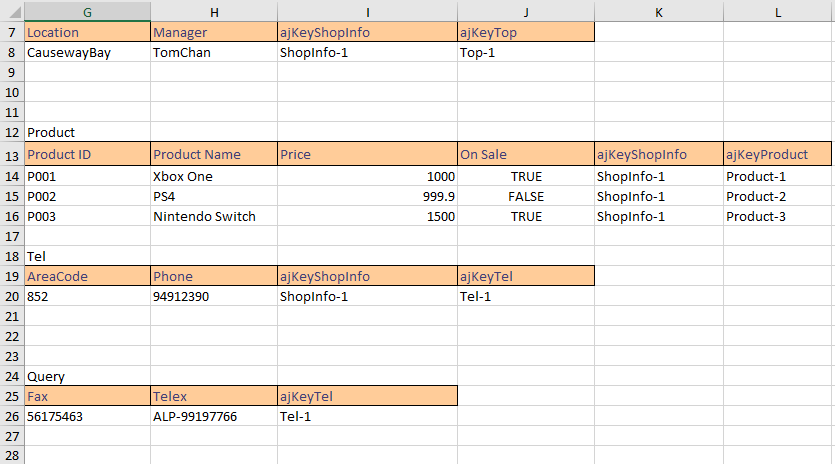 G H I J K L
7 Location Manager ajKeyShopInfo ajKeyTop
8 CausewayBay TomChan ShopInfo-1 Top-1
9
10
11
12 Product
13 Product ID Product Name Price On Sale ajKeyShopInfo ajKeyProduct
14 P001 Xbox One 1000 TRUE ShopInfo-1 Product-1
15 P002 PS4 999.9 FALSE ShopInfo-1 Product-2
16 P003 Nintendo Switch 1500 TRUE ShopInfo-1 Product-3
17
18 Tel
19 AreaCode Phone ajKeyShopInfo ajKeyTel
20 852 94912390 ShopInfo-1 Tel-1
21
22
23
24 Query
25 Fax Telex ajKeyTel
26 56175463 ALP-99197766 Tel-1
27
28